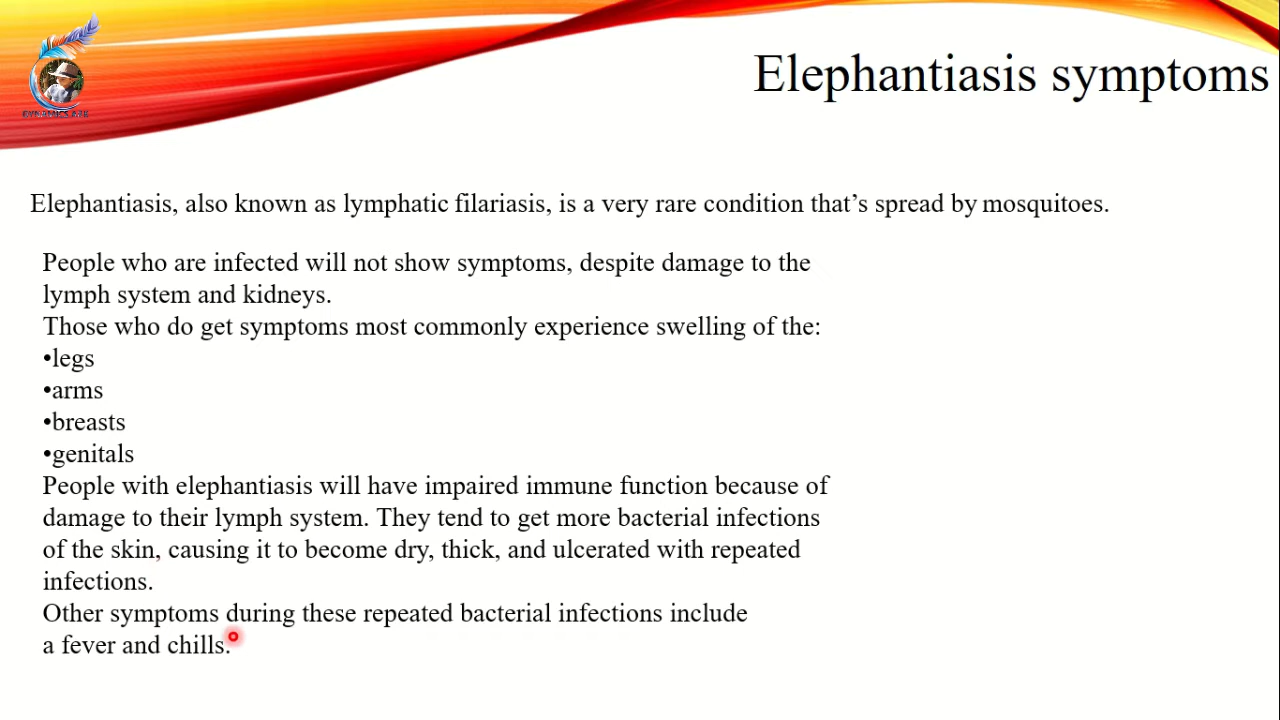 Elephantiasis symptoms
Elephantiasis, also known as lymphatic filariasis, is a very rare condition that’s spread by mosquitoes.
People who are infected will not show symptoms, despite damage to the
lymph system and kidneys.
Those who do get symptoms most commonly experience swelling of the:
•legs
•arms
•breasts
•genitals
People with elephantiasis will have impaired immune function because of
damage to their lymph system. They tend to get more bacterial infections
of the skin, causing it to become dry, thick, and ulcerated with repeated
infections.
Other symptoms during these repeated bacterial infections include
a fever and chills.